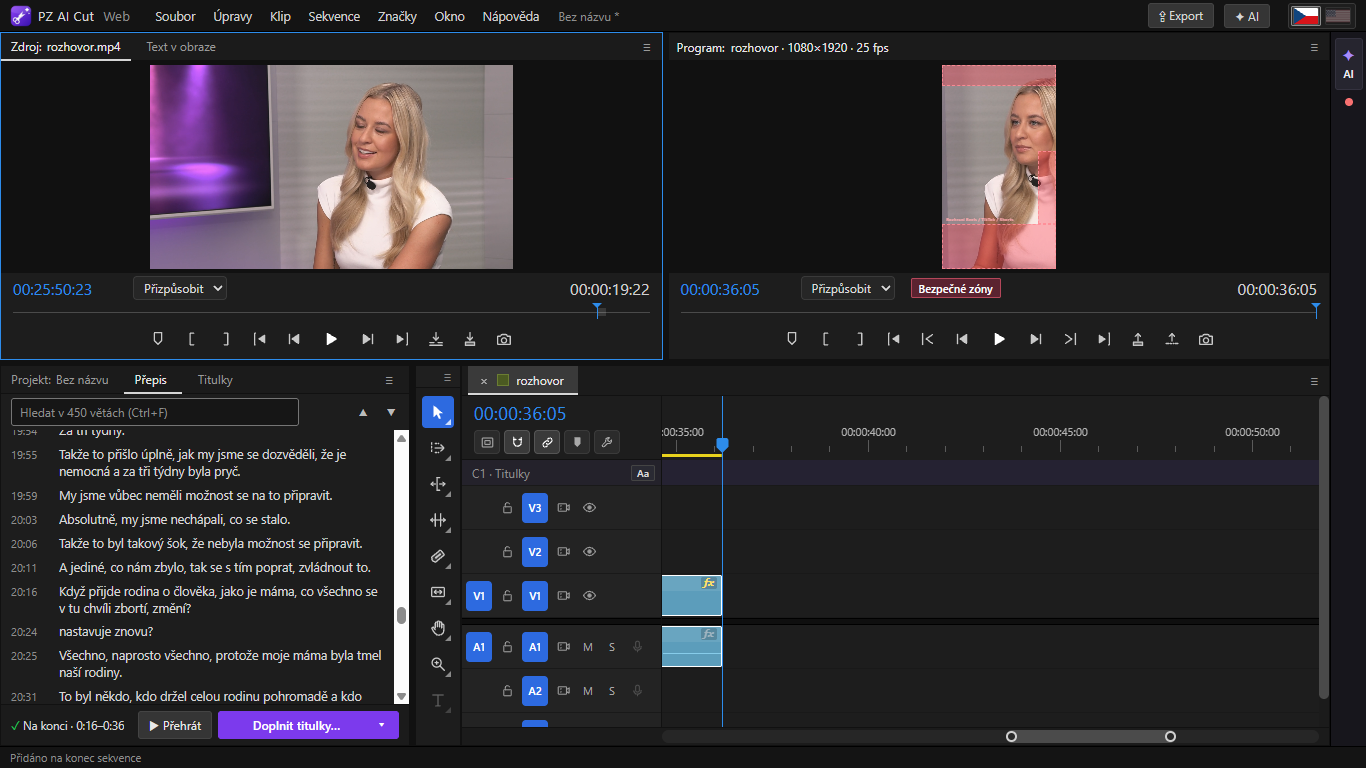 PZ AI Cut Web Soubor Úpravy Klip Sekvence Značky Okno Nápověda Bez názvu * Export AI
Zdroj: rozhovor.mp4 Text v obraze
Program: rozhovor · 1080×1920 · 25 fps
AI
00:25:50:23 Přizpůsobit 00:00:19:22
00:00:36:05 Přizpůsobit Bezpečné zóny 00:00:36:05
Projekt: Bez názvu Přepis Titulky
Hledat v 450 větách (Ctrl+F)
19:54 Za tři týdny.
19:55 Takže to přišlo úplně, jak my jsme se dozvěděli, že je
nemocná a za tři týdny byla pryč.
19:59 My jsme vůbec neměli možnost se na to připravit.
20:03 Absolutně, my jsme nechápali, co se stalo.
20:06 Takže to byl takový šok, že nebyla možnost se připravit.
20:11 A jediné, co nám zbylo, tak se s tím poprat, zvládnout to.
20:16 Když přijde rodina o člověka, jako je máma, co všechno se
v tu chvíli zbortí, změní?
20:24 nastavuje znovu?
20:25 Všechno, naprosto všechno, protože moje máma byla tmel
naší rodiny.
20:31 To byl někdo, kdo držel celou rodinu pohromadě a kdo
✓ Na konci · 0:16–0:36 Přehrát Doplnit titulky...
× rozhovor
00:00:36:05
:00:35:00 00:00:40:00 00:00:45:00 00:00:50:00
C1 · Titulky Aa
V3
V2
V1 V1 fx
A1 A1 M S fx
A2 M S
T
Přidáno na konec sekvence